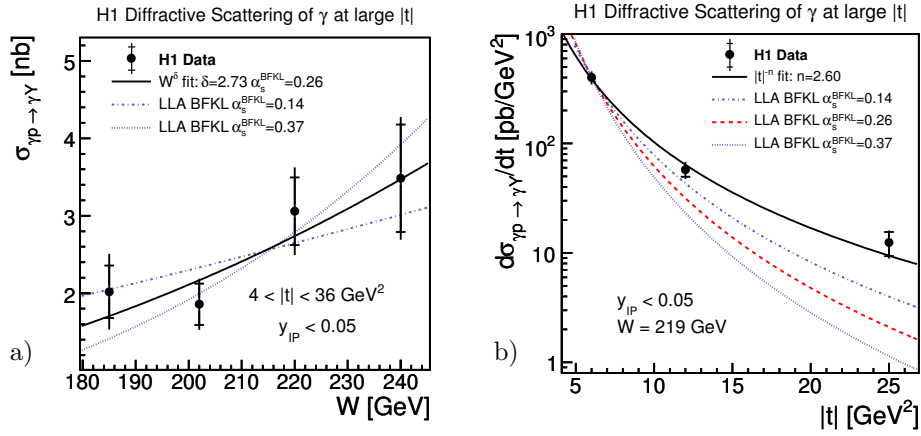 H1 Diffractive Scattering of γ at large |t|
σγp→γY [nb]
5
4
3
2
H1 Data
W^δ fit: δ=2.73 α_s^BFKL=0.26
LLA BFKL α_s^BFKL=0.14
LLA BFKL α_s^BFKL=0.37
4 < |t| < 36 GeV²
y_IP < 0.05
a)
180 190 200 210 220 230 240
W [GeV]
H1 Diffractive Scattering of γ at large |t|
dσγp→γY/dt [pb/GeV²]
10³
10²
10
1
H1 Data
|t|⁻ⁿ fit: n=2.60
LLA BFKL α_s^BFKL=0.14
LLA BFKL α_s^BFKL=0.26
LLA BFKL α_s^BFKL=0.37
y_IP < 0.05
W = 219 GeV
b)
5 10 15 20 25
|t| [GeV²]